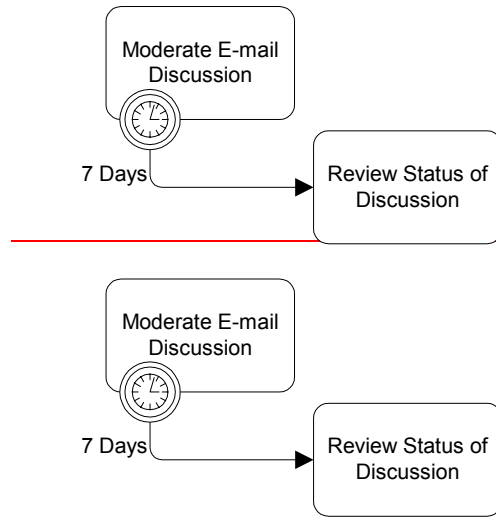 Moderate E-mail
Discussion
7 Days
Review Status of
Discussion
Moderate E-mail
Discussion
7 Days
Review Status of
Discussion